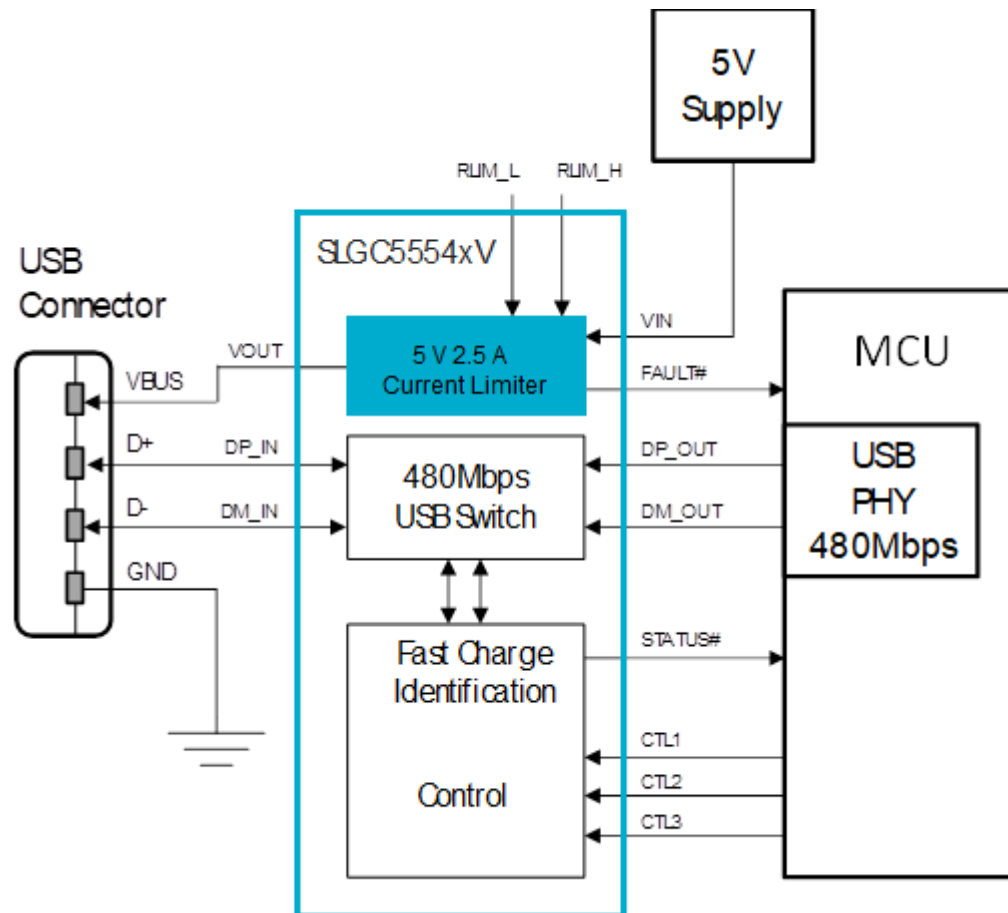 5V
Supply
RLIM_L
RLIM_H
SLGC5554xV
USB
Connector
VIN
MCU
VOUT
5 V 2.5 A
Current Limiter
VBUS
FAULT#
D+
DP_IN
480Mbps
USB Switch
DP_OUT
USB
PHY
480Mbps
D-
DM_IN
DM_OUT
GND
Fast Charge
Identification
STATUS#
Control
CTL1
CTL2
CTL3